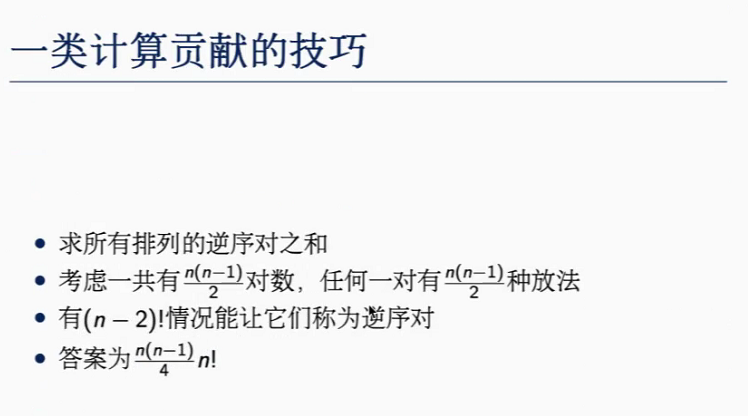 一类计算贡献的技巧
• 求所有排列的逆序对之和
• 考虑一共有 n(n−1)/2 对数，任何一对有 n(n−1)/2 种放法
• 有(n − 2)!情况能让它们称为逆序对
• 答案为 n(n−1)/4 n!